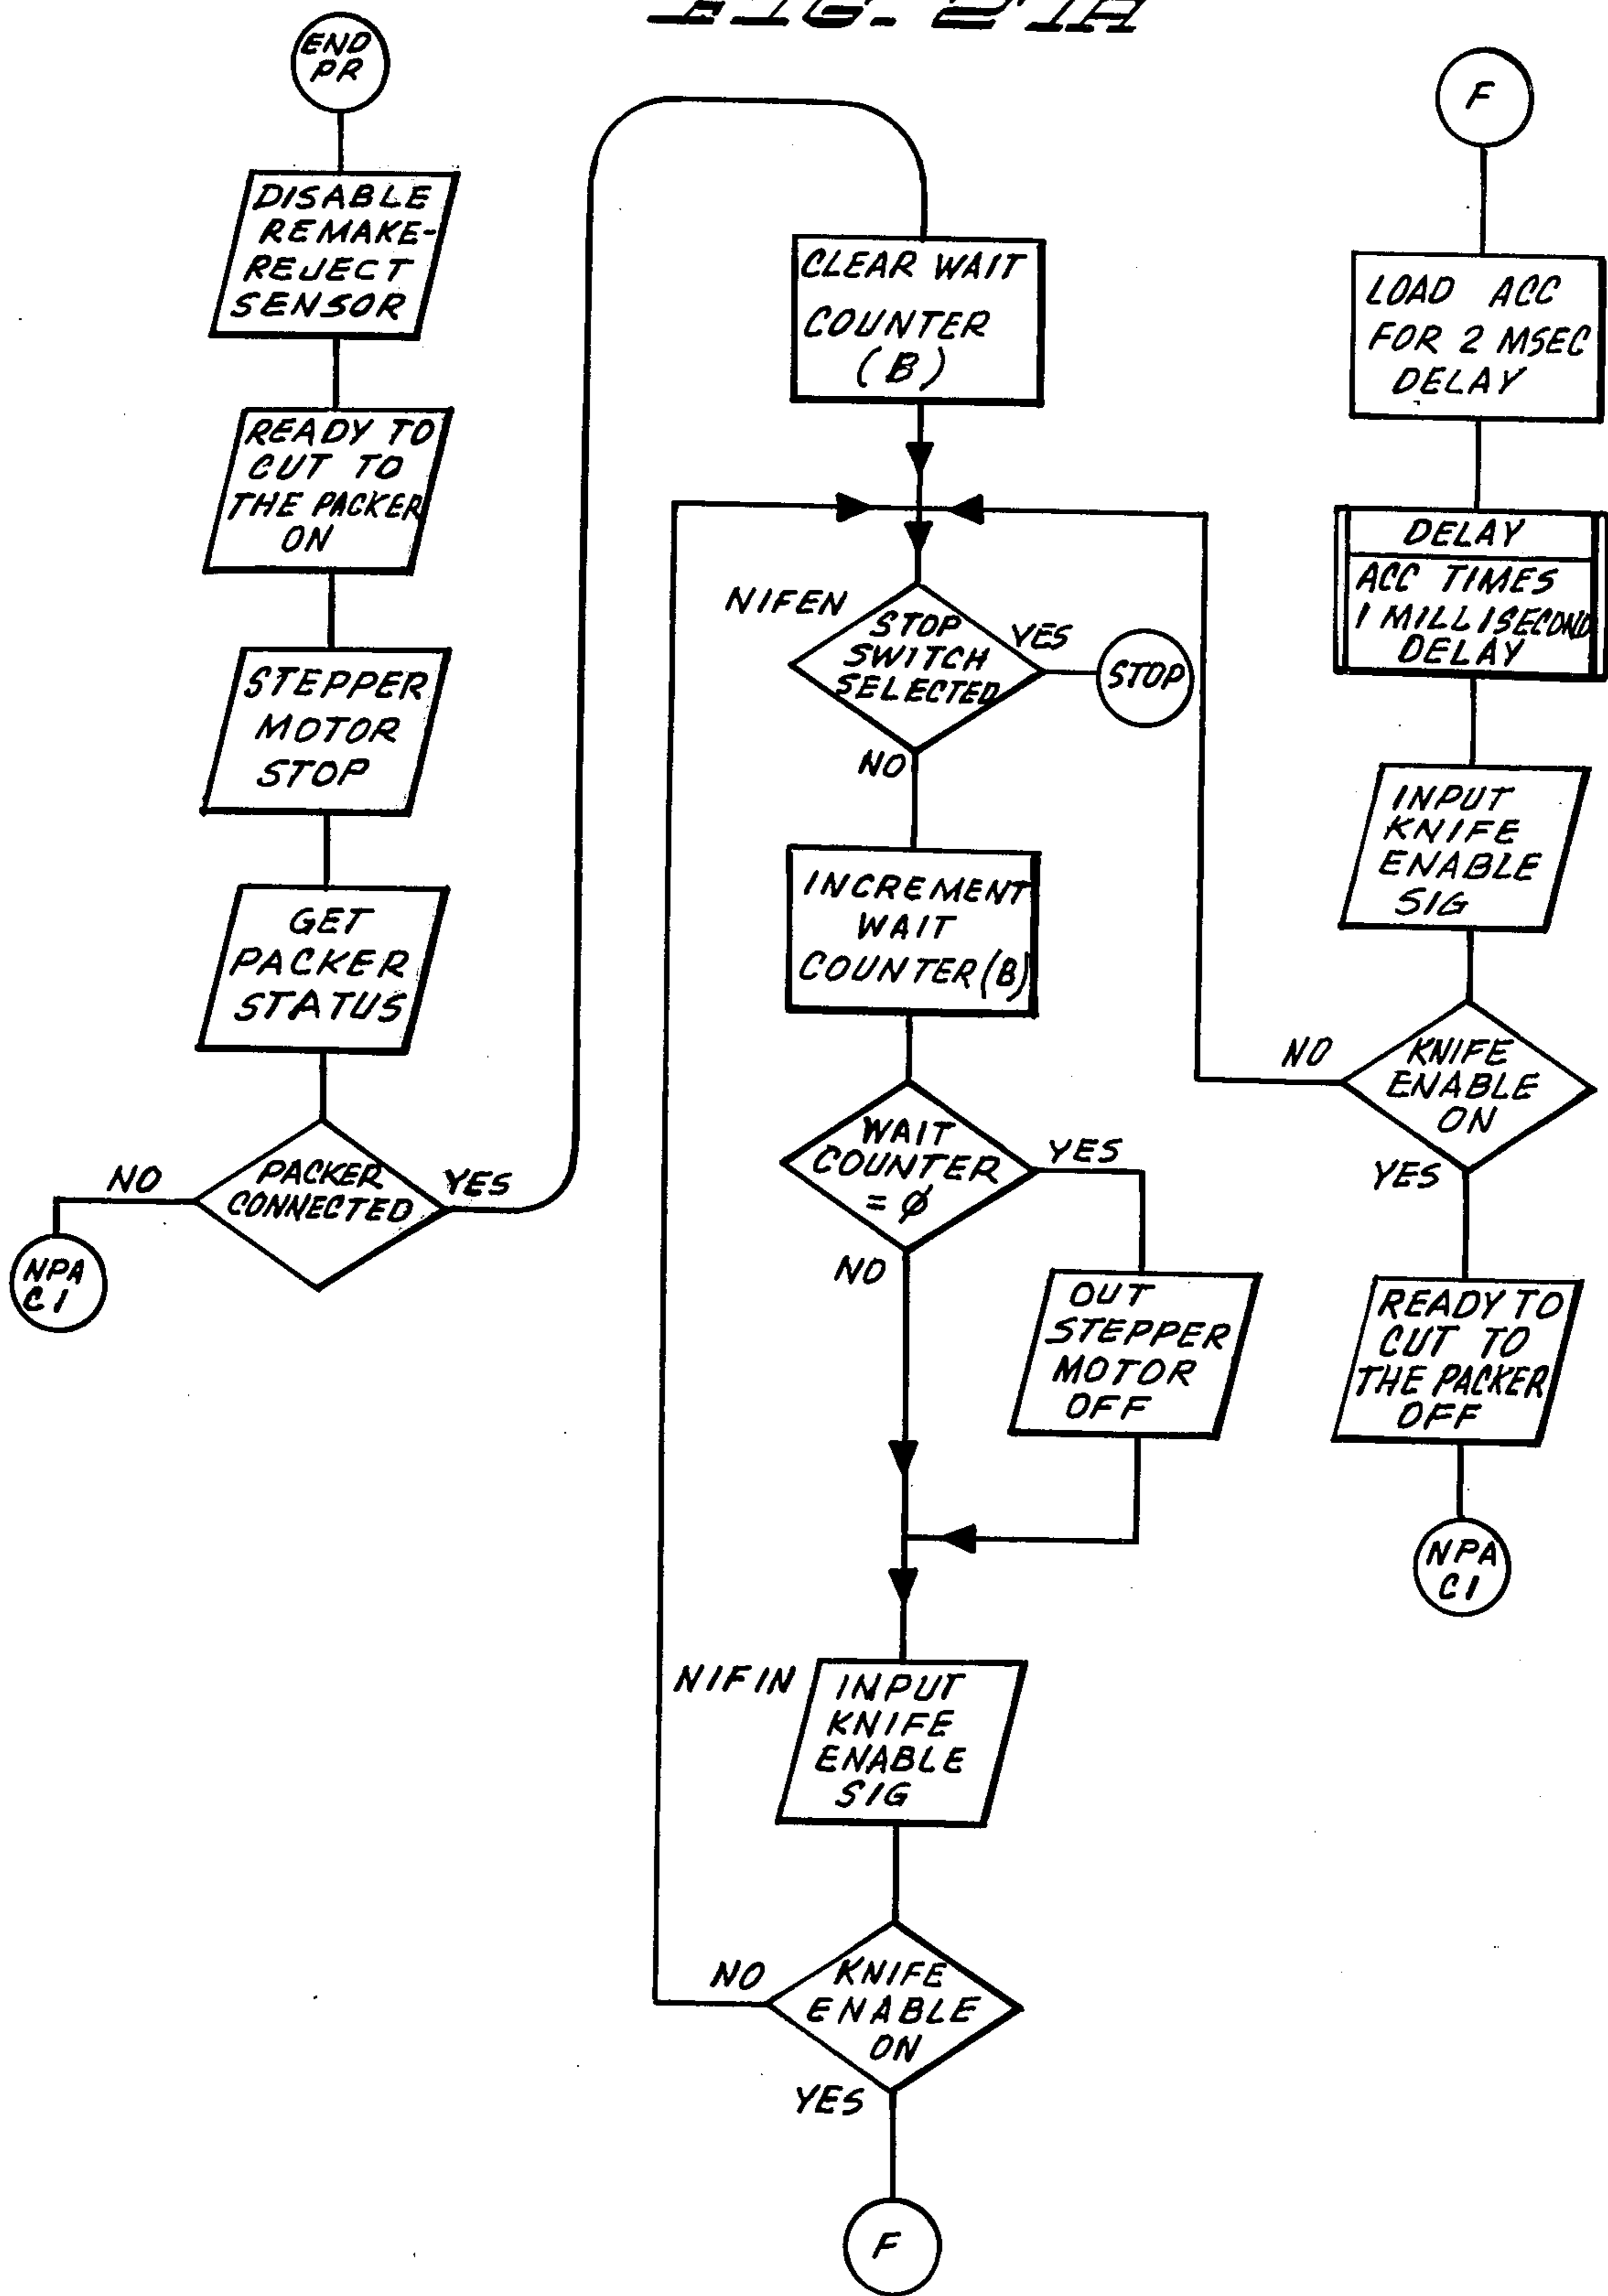 FIG. 21A
END
PR
DISABLE
REMAKE-
REJECT
SENSOR
READY TO
CUT TO
THE PACKER
ON
STEPPER
MOTOR
STOP
GET
PACKER
STATUS
PACKER
CONNECTED
NO
YES
NPA
C1
CLEAR WAIT
COUNTER
(B)
NIFEN
STOP
SWITCH
SELECTED
YES
STOP
NO
INCREMENT
WAIT
COUNTER (B)
WAIT
COUNTER
= Ø
YES
NO
OUT
STEPPER
MOTOR
OFF
NIFIN
INPUT
KNIFE
ENABLE
SIG
NO
KNIFE
ENABLE
ON
YES
F
F
LOAD ACC
FOR 2 MSEC
DELAY
DELAY
ACC TIMES
1 MILLISECOND
DELAY
INPUT
KNIFE
ENABLE
SIG
NO
KNIFE
ENABLE
ON
YES
READY TO
CUT TO
THE PACKER
OFF
NPA
C1